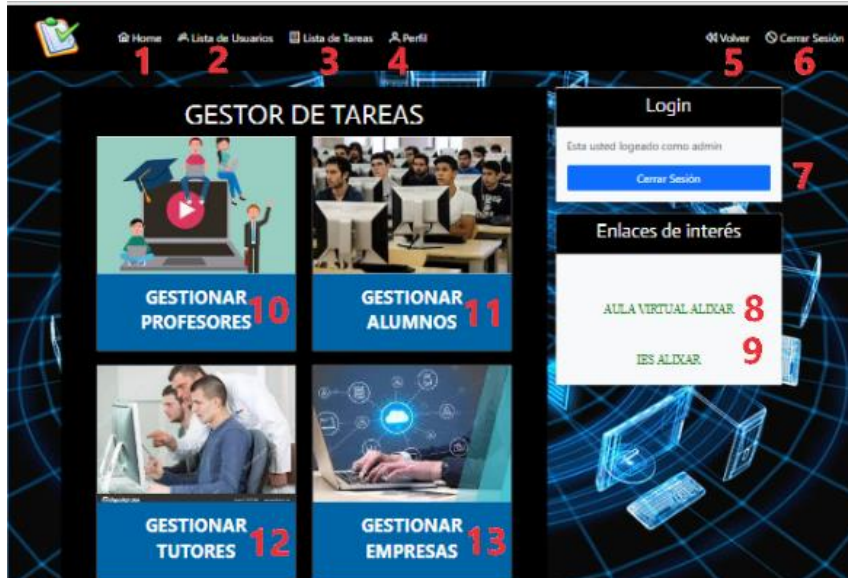 Home Lista de Usuarios Lista de Tareas Perfil Volver Cerrar Sesión
1 2 3 4 5 6
GESTOR DE TAREAS
Login
Esta usted logeado como admin
Cerrar Sesión 7
Enlaces de interés
AULA VIRTUAL ALIXAR 8
IES ALIXAR 9
GESTIONAR
PROFESORES 10
GESTIONAR
ALUMNOS 11
GESTIONAR
TUTORES 12
GESTIONAR
EMPRESAS 13